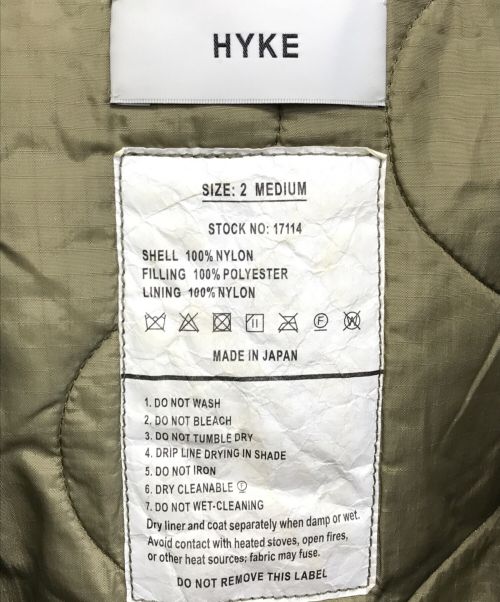 HYKE
SIZE: 2 MEDIUM
STOCK NO: 17114
SHELL 100% NYLON
FILLING 100% POLYESTER
LINING 100% NYLON
MADE IN JAPAN
1. DO NOT WASH
2. DO NOT BLEACH
3. DO NOT TUMBLE DRY
4. DRIP LINE DRYING IN SHADE
5. DO NOT IRON
6. DRY CLEANABLE Ⓕ
7. DO NOT WET-CLEANING
Dry liner and coat separately when damp or wet.
Avoid contact with heated stoves, open fires,
or other heat sources; fabric may fuse.
DO NOT REMOVE THIS LABEL